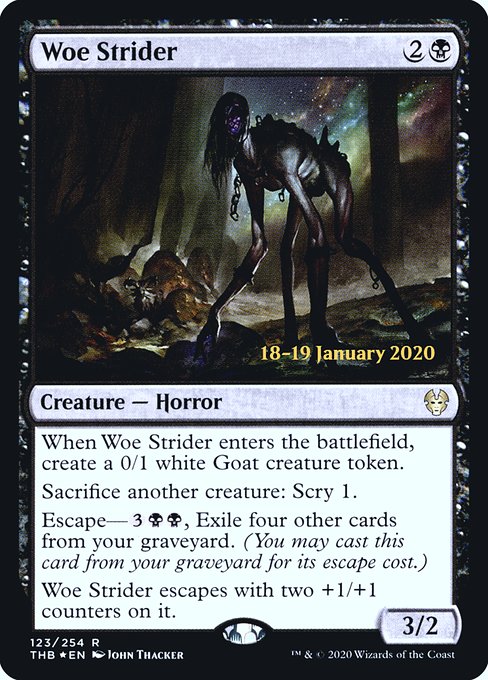 Woe Strider 2
18–19 January 2020
Creature — Horror
When Woe Strider enters the battlefield,
create a 0/1 white Goat creature token.
Sacrifice another creature: Scry 1.
Escape—3, Exile four other cards
from your graveyard. (You may cast this
card from your graveyard for its escape cost.)
Woe Strider escapes with two +1/+1
counters on it.
3/2
123/254 R
THB ★ EN John Thacker
™ & © 2020 Wizards of the Coast